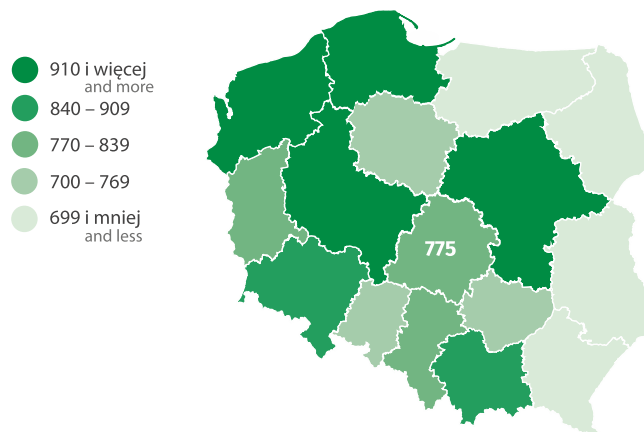 910 i więcej
and more
840 – 909
770 – 839
700 – 769
699 i mniej
and less
775